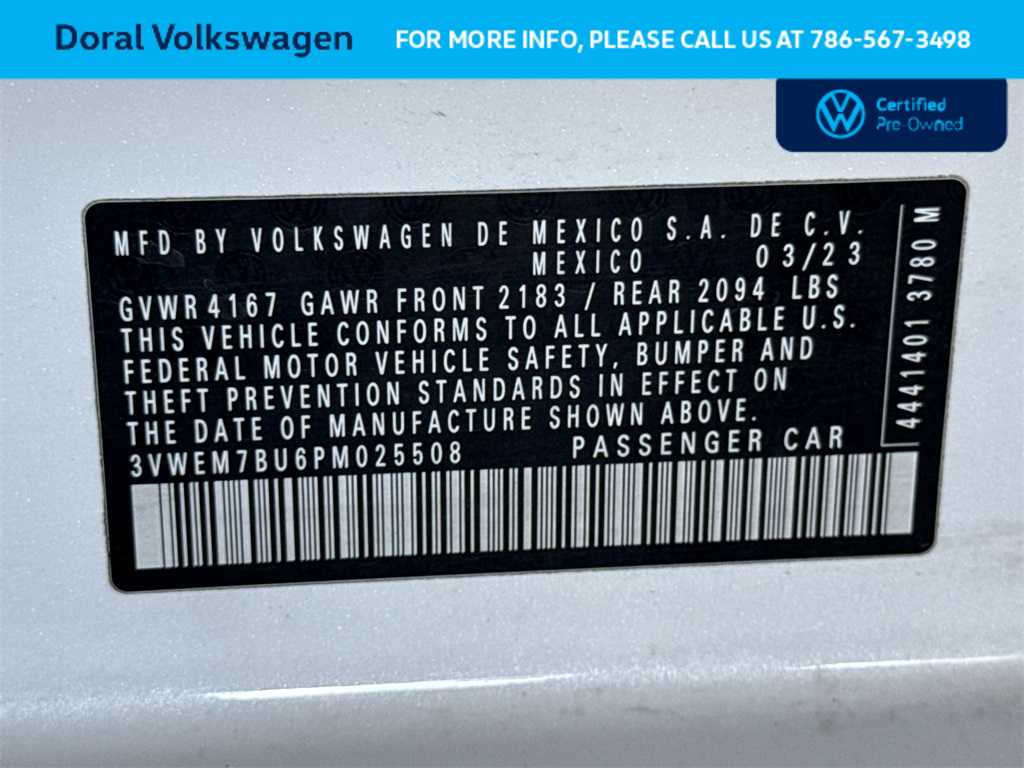 Doral Volkswagen
FOR MORE INFO, PLEASE CALL US AT 786-567-3498
Certified
Pre-Owned
MFD BY VOLKSWAGEN DE MEXICO S.A. DE C.V.
MEXICO 03/23
GVWR 4167 GAWR FRONT 2183 / REAR 2094 LBS
THIS VEHICLE CONFORMS TO ALL APPLICABLE U.S.
FEDERAL MOTOR VEHICLE SAFETY, BUMPER AND
THEFT PREVENTION STANDARDS IN EFFECT ON
THE DATE OF MANUFACTURE SHOWN ABOVE.
3VWEM7BU6PM025508 PASSENGER CAR
4441401 3780 M